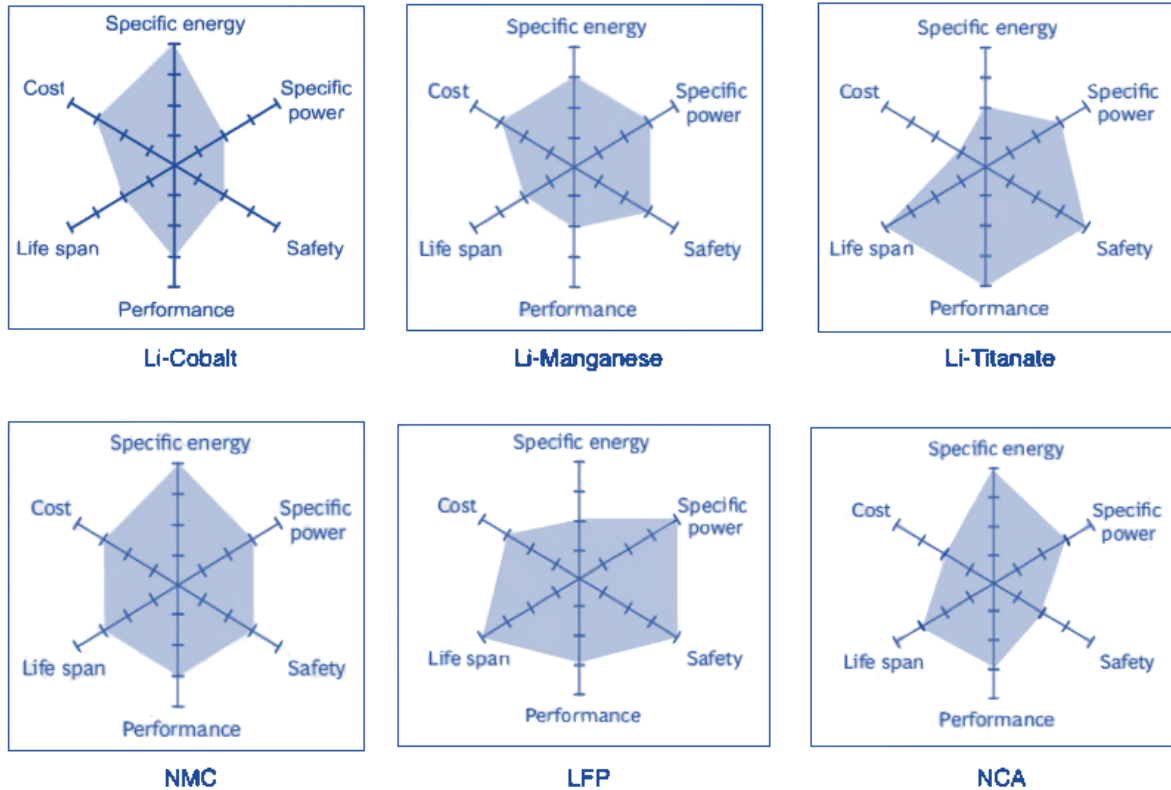 Specific energy
Cost
Specific
power
Life span
Safety
Performance
Li-Cobalt
Specific energy
Cost
Specific
power
Life span
Safety
Performance
Li-Manganese
Specific energy
Cost
Specific
power
Life span
Safety
Performance
Li-Titanate
Specific energy
Cost
Specific
power
Life span
Safety
Performance
NMC
Specific energy
Cost
Specific
power
Life span
Safety
Performance
LFP
Specific energy
Cost
Specific
power
Life span
Safety
Performance
NCA